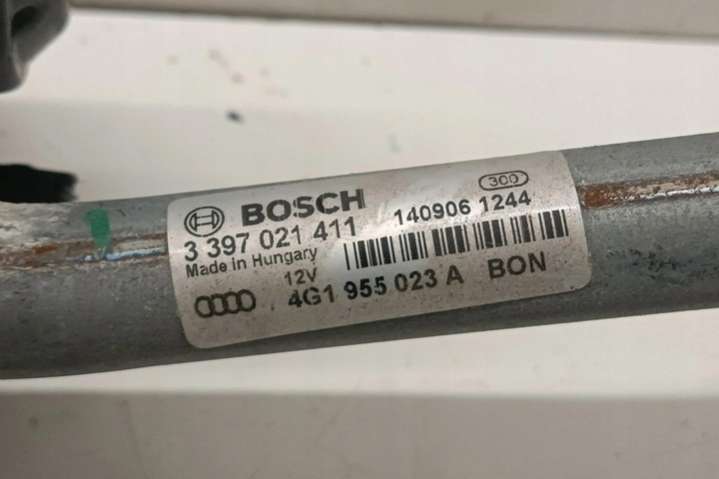 BOSCH
300
3 397 021 411
140906 1244
Made in Hungary
12V
4G1 955 023 A BON